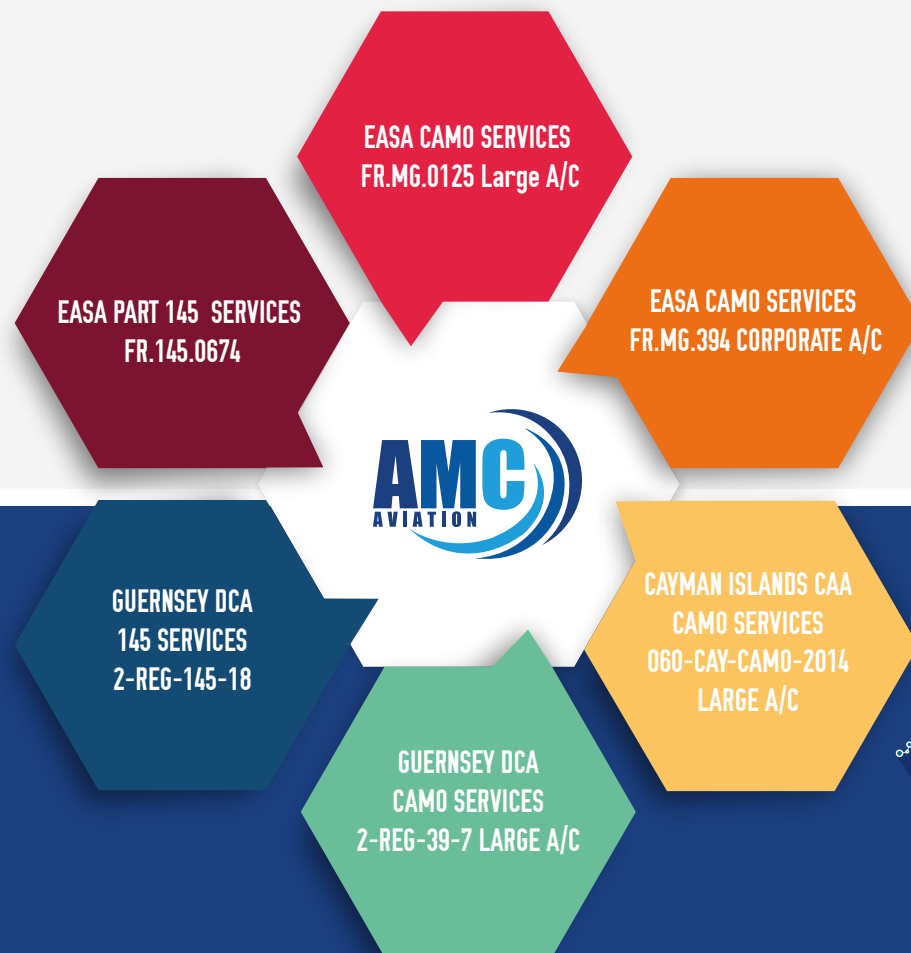 EASA CAMO SERVICES
FR.MG.0125 Large A/C
EASA PART 145 SERVICES
FR.145.0674
EASA CAMO SERVICES
FR.MG.394 CORPORATE A/C
AMC
AVIATION
GUERNSEY DCA
145 SERVICES
2-REG-145-18
CAYMAN ISLANDS CAA
CAMO SERVICES
060-CAY-CAMO-2014
LARGE A/C
GUERNSEY DCA
CAMO SERVICES
2-REG-39-7 LARGE A/C